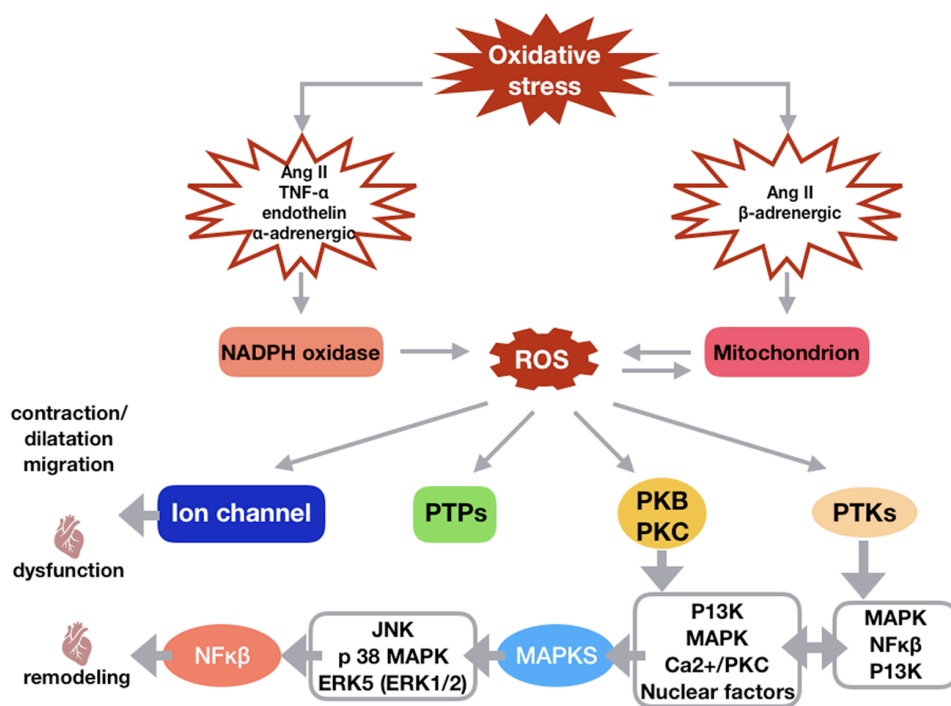 Oxidative
stress
Ang II
TNF-α
endothelin
α-adrenergic
Ang II
β-adrenergic
NADPH oxidase
ROS
Mitochondrion
contraction/
dilatation
migration
Ion channel
PTPs
PKB
PKC
PTKs
dysfunction
P13K
MAPK
Ca2+/PKC
Nuclear factors
MAPK
NFκβ
P13K
JNK
p 38 MAPK
ERK5 (ERK1/2)
MAPKS
NFκβ
remodeling